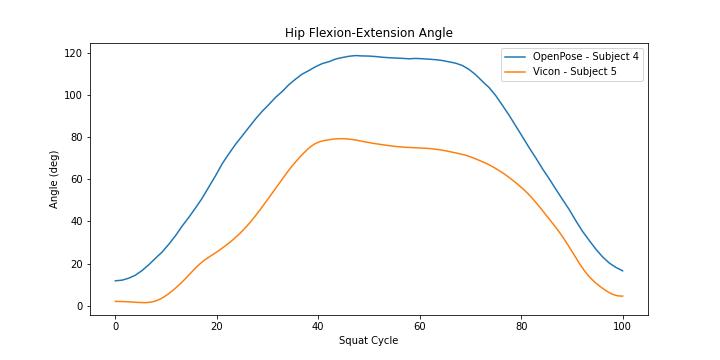 Hip Flexion-Extension Angle
OpenPose - Subject 4
Vicon - Subject 5
Angle (deg)
120
100
80
60
40
20
0
0 20 40 60 80 100
Squat Cycle